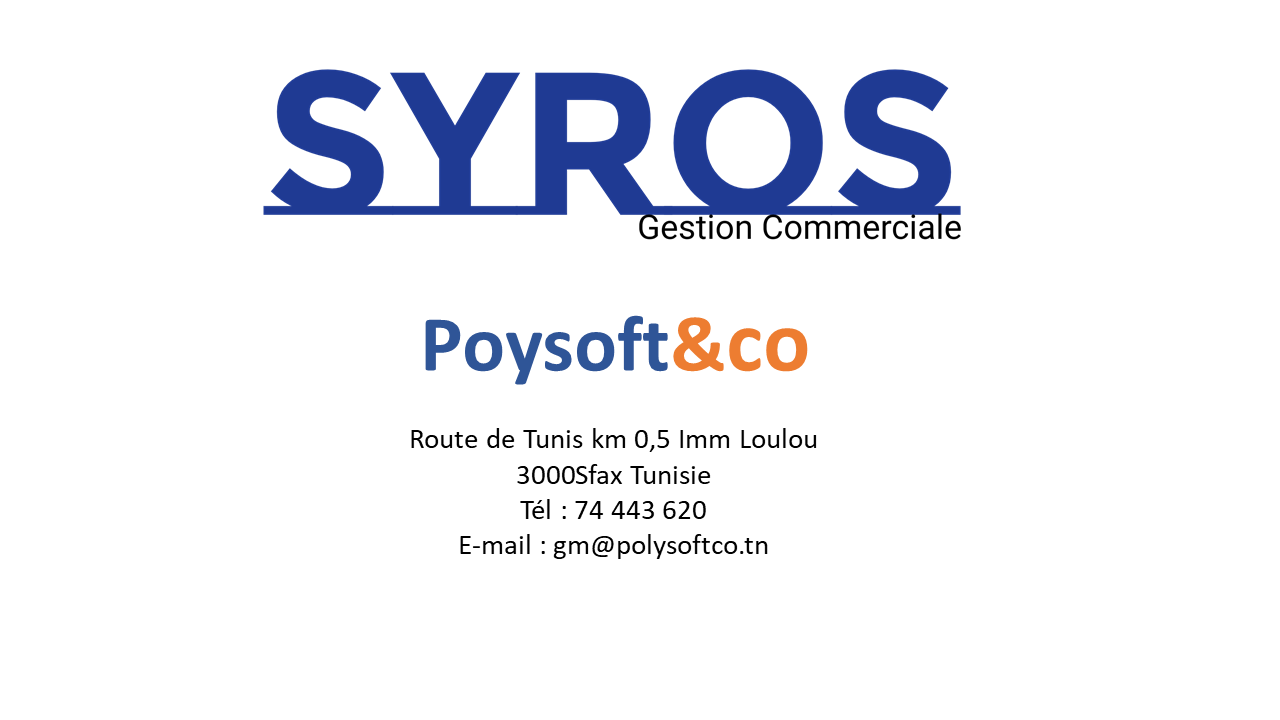 SYROS
Gestion Commerciale
Poysoft&co
Route de Tunis km 0,5 Imm Loulou
3000Sfax Tunisie
Tél : 74 443 620
E-mail : gm@polysoftco.tn